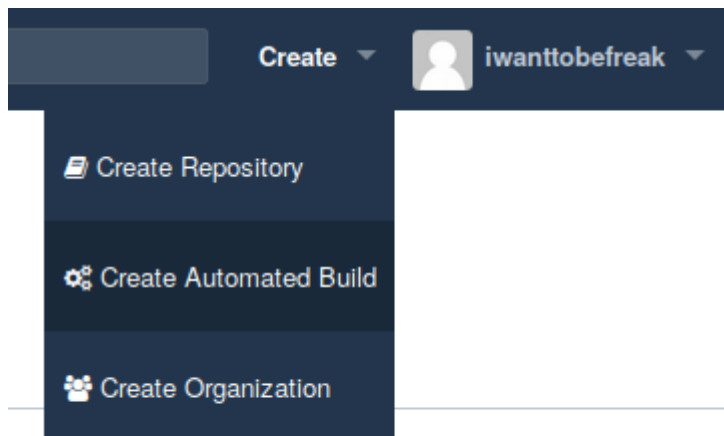 Create iwanttobefreak
Create Repository
Create Automated Build
Create Organization